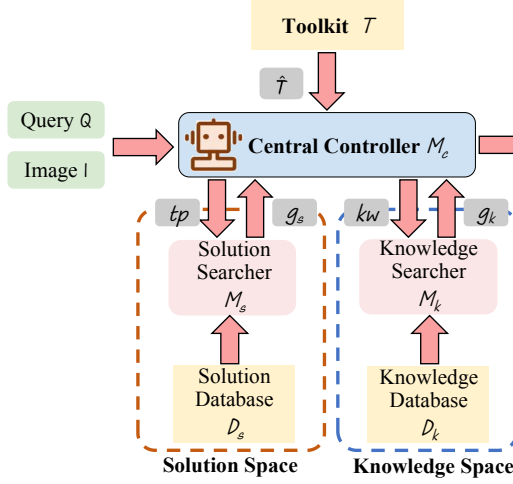 Toolkit T
T̂
Query Q
Image I
Central Controller M_c
tp
g_s
kw
g_k
Solution
Searcher
M_s
Knowledge
Searcher
M_k
Solution
Database
D_s
Knowledge
Database
D_k
Solution Space
Knowledge Space